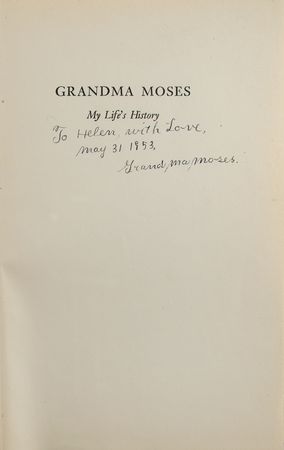 GRANDMA MOSES
My Life's History
To Helen, with Love,
may 31 1953,
Grand, Ma, Moses.